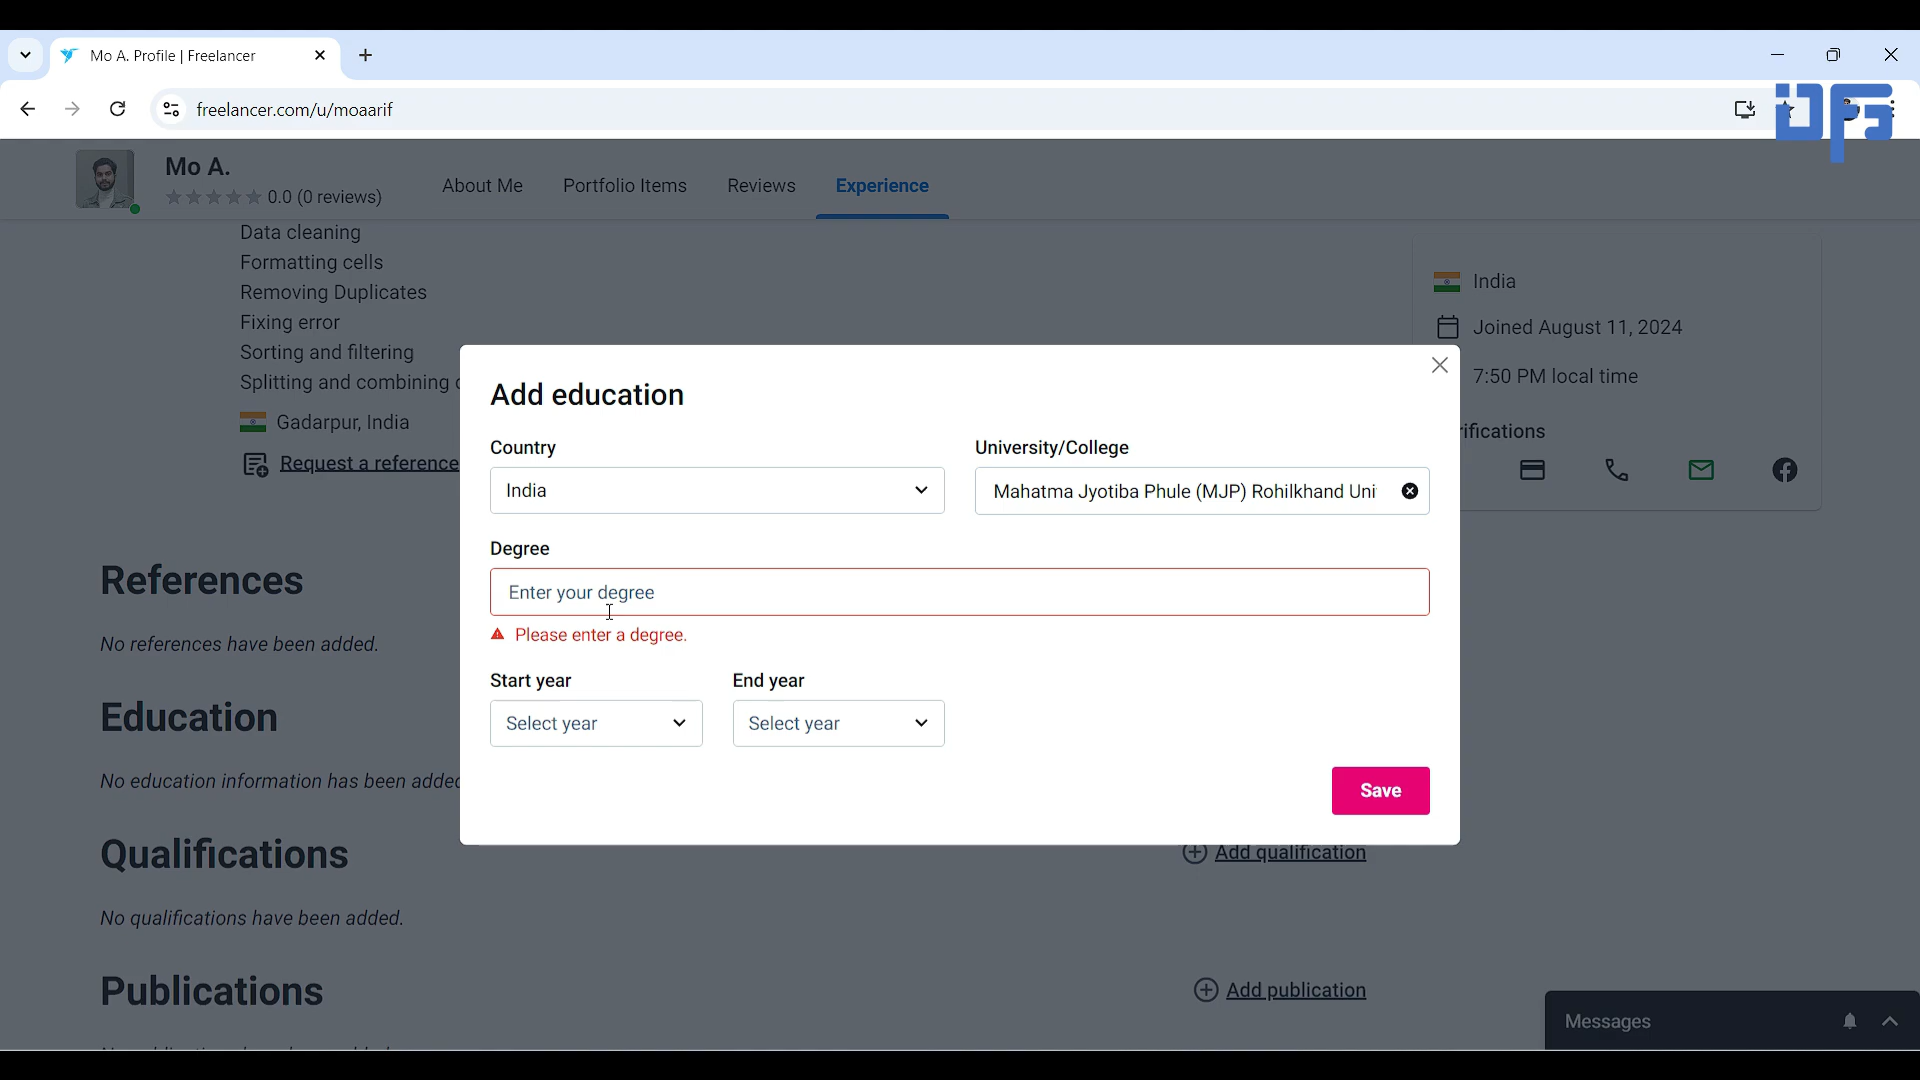 Mo A. Profile | Freelancer
freelancer.com/u/moaarif
Mo A.
0.0 (0 reviews)
About Me
Portfolio Items
Reviews
Experience
Data cleaning
Formatting cells
Removing Duplicates
Fixing error
Sorting and filtering
Splitting and combining
Gadarpur, India
Request a reference
India
Joined August 11, 2024
7:50 PM local time
rifications
Add education
Country
India
University/College
Mahatma Jyotiba Phule (MJP) Rohilkhand Uni
Degree
Enter your degree
Please enter a degree.
Start year
Select year
End year
Select year
Save
References
No references have been added.
Education
No education information has been added
Qualifications
Add qualification
No qualifications have been added.
Publications
Add publication
Messages